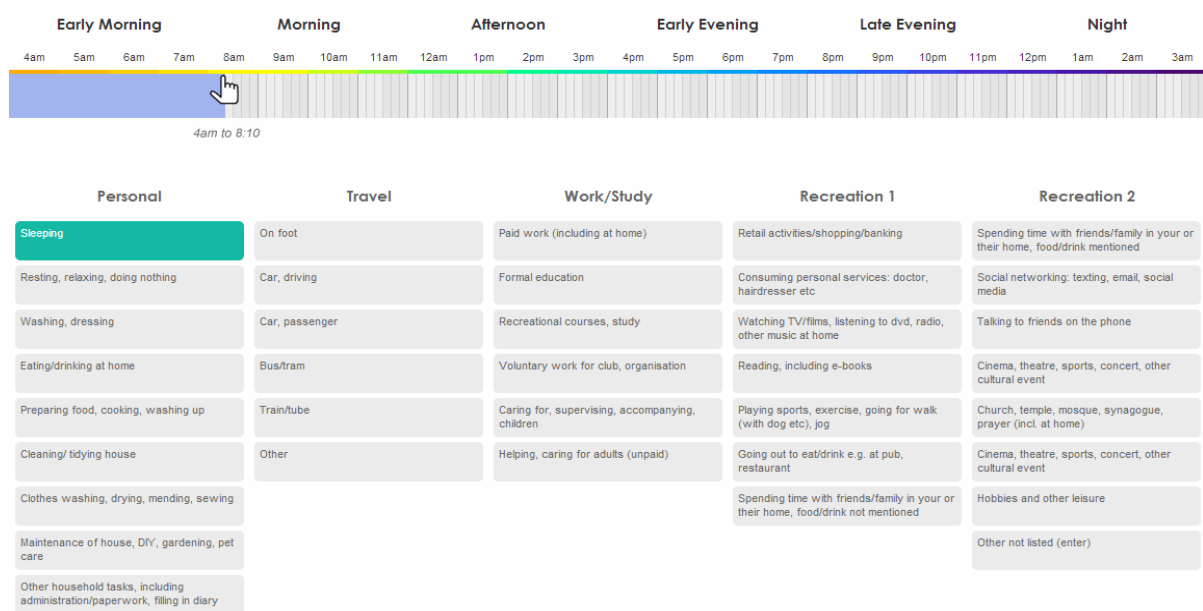 Early Morning Morning Afternoon Early Evening Late Evening Night
4am 5am 6am 7am 8am 9am 10am 11am 12am 1pm 2pm 3pm 4pm 5pm 6pm 7pm 8pm 9pm 10pm 11pm 12pm 1am 2am 3am
4am to 8:10
Personal
Sleeping
Resting, relaxing, doing nothing
Washing, dressing
Eating/drinking at home
Preparing food, cooking, washing up
Cleaning/ tidying house
Clothes washing, drying, mending, sewing
Maintenance of house, DIY, gardening, pet
care
Other household tasks, including
administration/paperwork, filling in diary
Travel
On foot
Car, driving
Car, passenger
Bus/tram
Train/tube
Other
Work/Study
Paid work (including at home)
Formal education
Recreational courses, study
Voluntary work for club, organisation
Caring for, supervising, accompanying,
children
Helping, caring for adults (unpaid)
Recreation 1
Retail activities/shopping/banking
Consuming personal services: doctor,
hairdresser etc
Watching TV/films, listening to dvd, radio,
other music at home
Reading, including e-books
Playing sports, exercise, going for walk
(with dog etc), jog
Going out to eat/drink e.g. at pub,
restaurant
Spending time with friends/family in your or
their home, food/drink not mentioned
Recreation 2
Spending time with friends/family in your or
their home, food/drink mentioned
Social networking: texting, email, social
media
Talking to friends on the phone
Cinema, theatre, sports, concert, other
cultural event
Church, temple, mosque, synagogue,
prayer (incl. at home)
Cinema, theatre, sports, concert, other
cultural event
Hobbies and other leisure
Other not listed (enter)